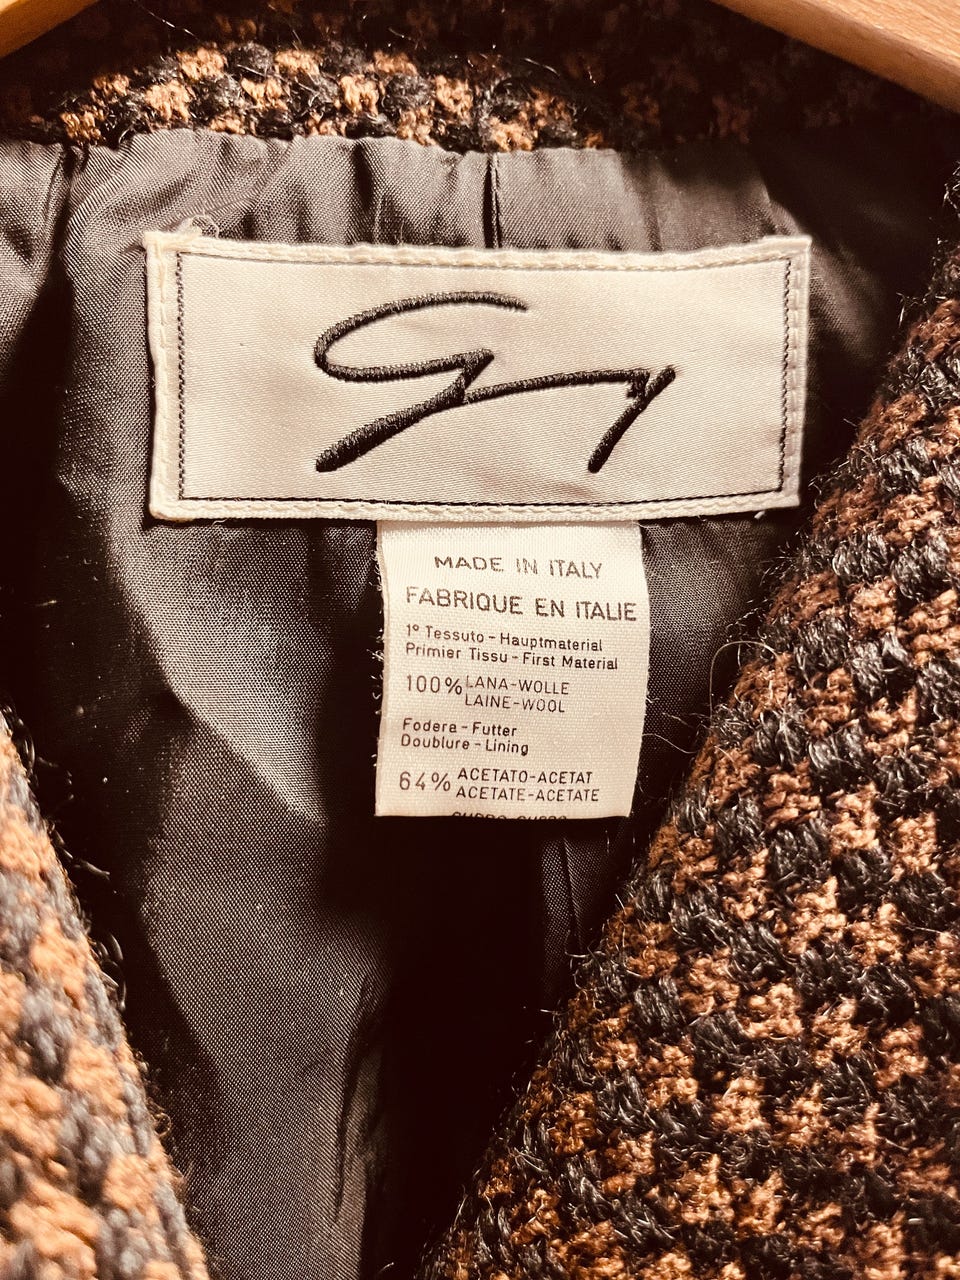 MADE IN ITALY
FABRIQUE EN ITALIE
1° Tessuto - Hauptmaterial
Primier Tissu - First Material
100% LANA-WOLLE
LAINE-WOOL
Fodera - Futter
Doublure - Lining
64% ACETATO-ACETAT
ACETATE-ACETATE